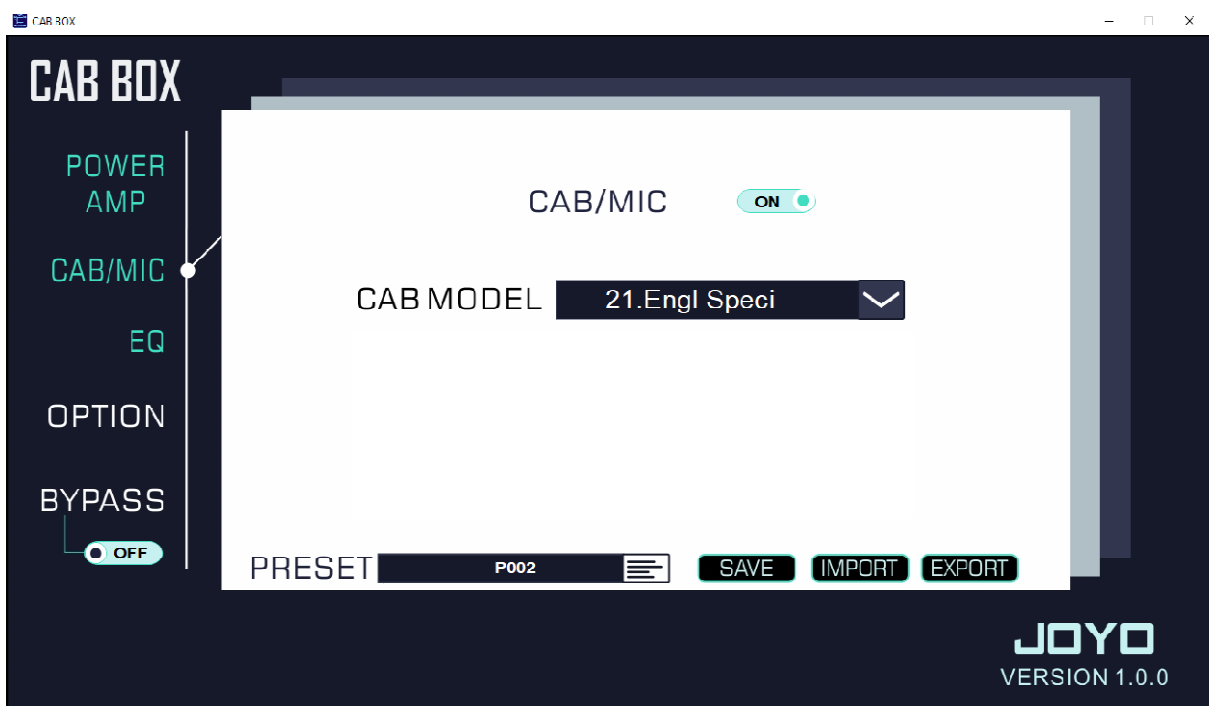 CAB BOX
CAB BOX
POWER
AMP
CAB/MIC
EQ
OPTION
BYPASS
OFF
CAB/MIC ON
CAB MODEL 21.Engl Speci
PRESET P002 SAVE IMPORT EXPORT
JOYO
VERSION 1.0.0